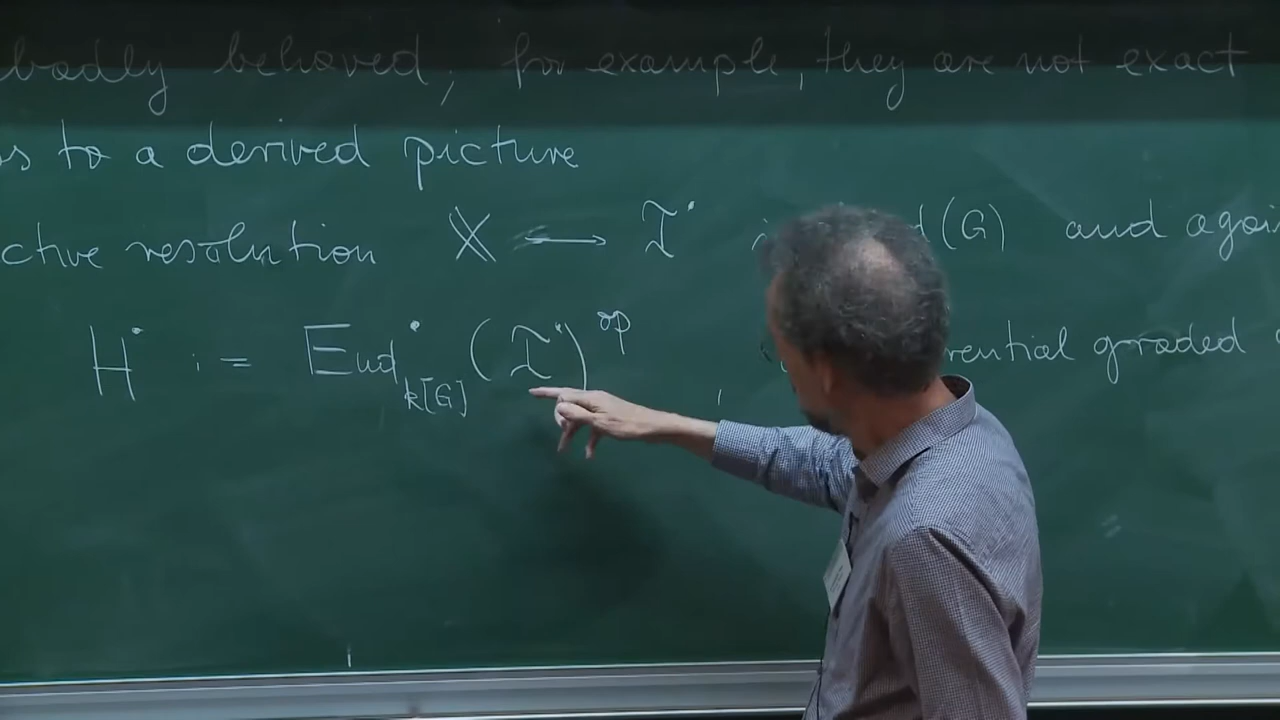 badly behaved, for example, they are not exact
s to a derived picture
ctive resolution 𝕏 → 𝓘• i d(G) and agai
H• := End•_{k[G]} (𝓘•)^{op} , rential graded